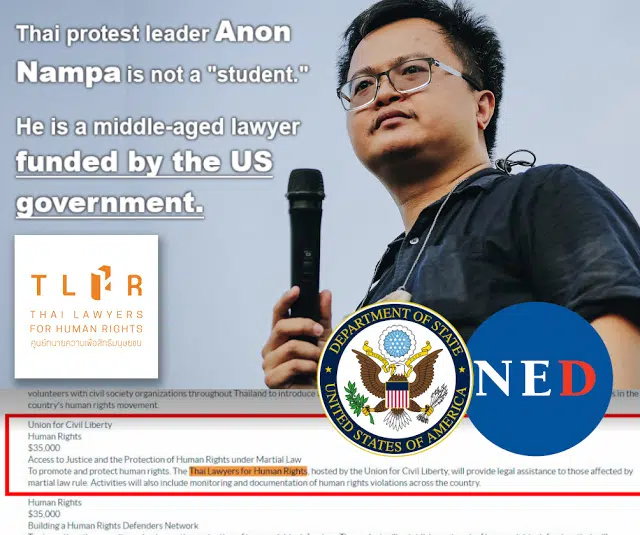 Thai protest leader Anon
Nampa is not a "student."
He is a middle-aged lawyer
funded by the US
government.
TLHR
THAI LAWYERS
FOR HUMAN RIGHTS
ศูนย์ทนายความเพื่อสิทธิมนุษยชน
DEPARTMENT OF STATE
UNITED STATES OF AMERICA
NED
volunteers with civil society organizations throughout Thailand to introduce in the
country's human rights movement.
Union for Civil Liberty
Human Rights
$35,000
Access to Justice and the Protection of Human Rights under Martial Law
To promote and protect human rights. The Thai Lawyers for Human Rights, hosted by the Union for Civil Liberty, will provide legal assistance to those affected by
martial law rule. Activities will also include monitoring and documentation of human rights violations across the country.
Human Rights
$35,000
Building a Human Rights Defenders Network